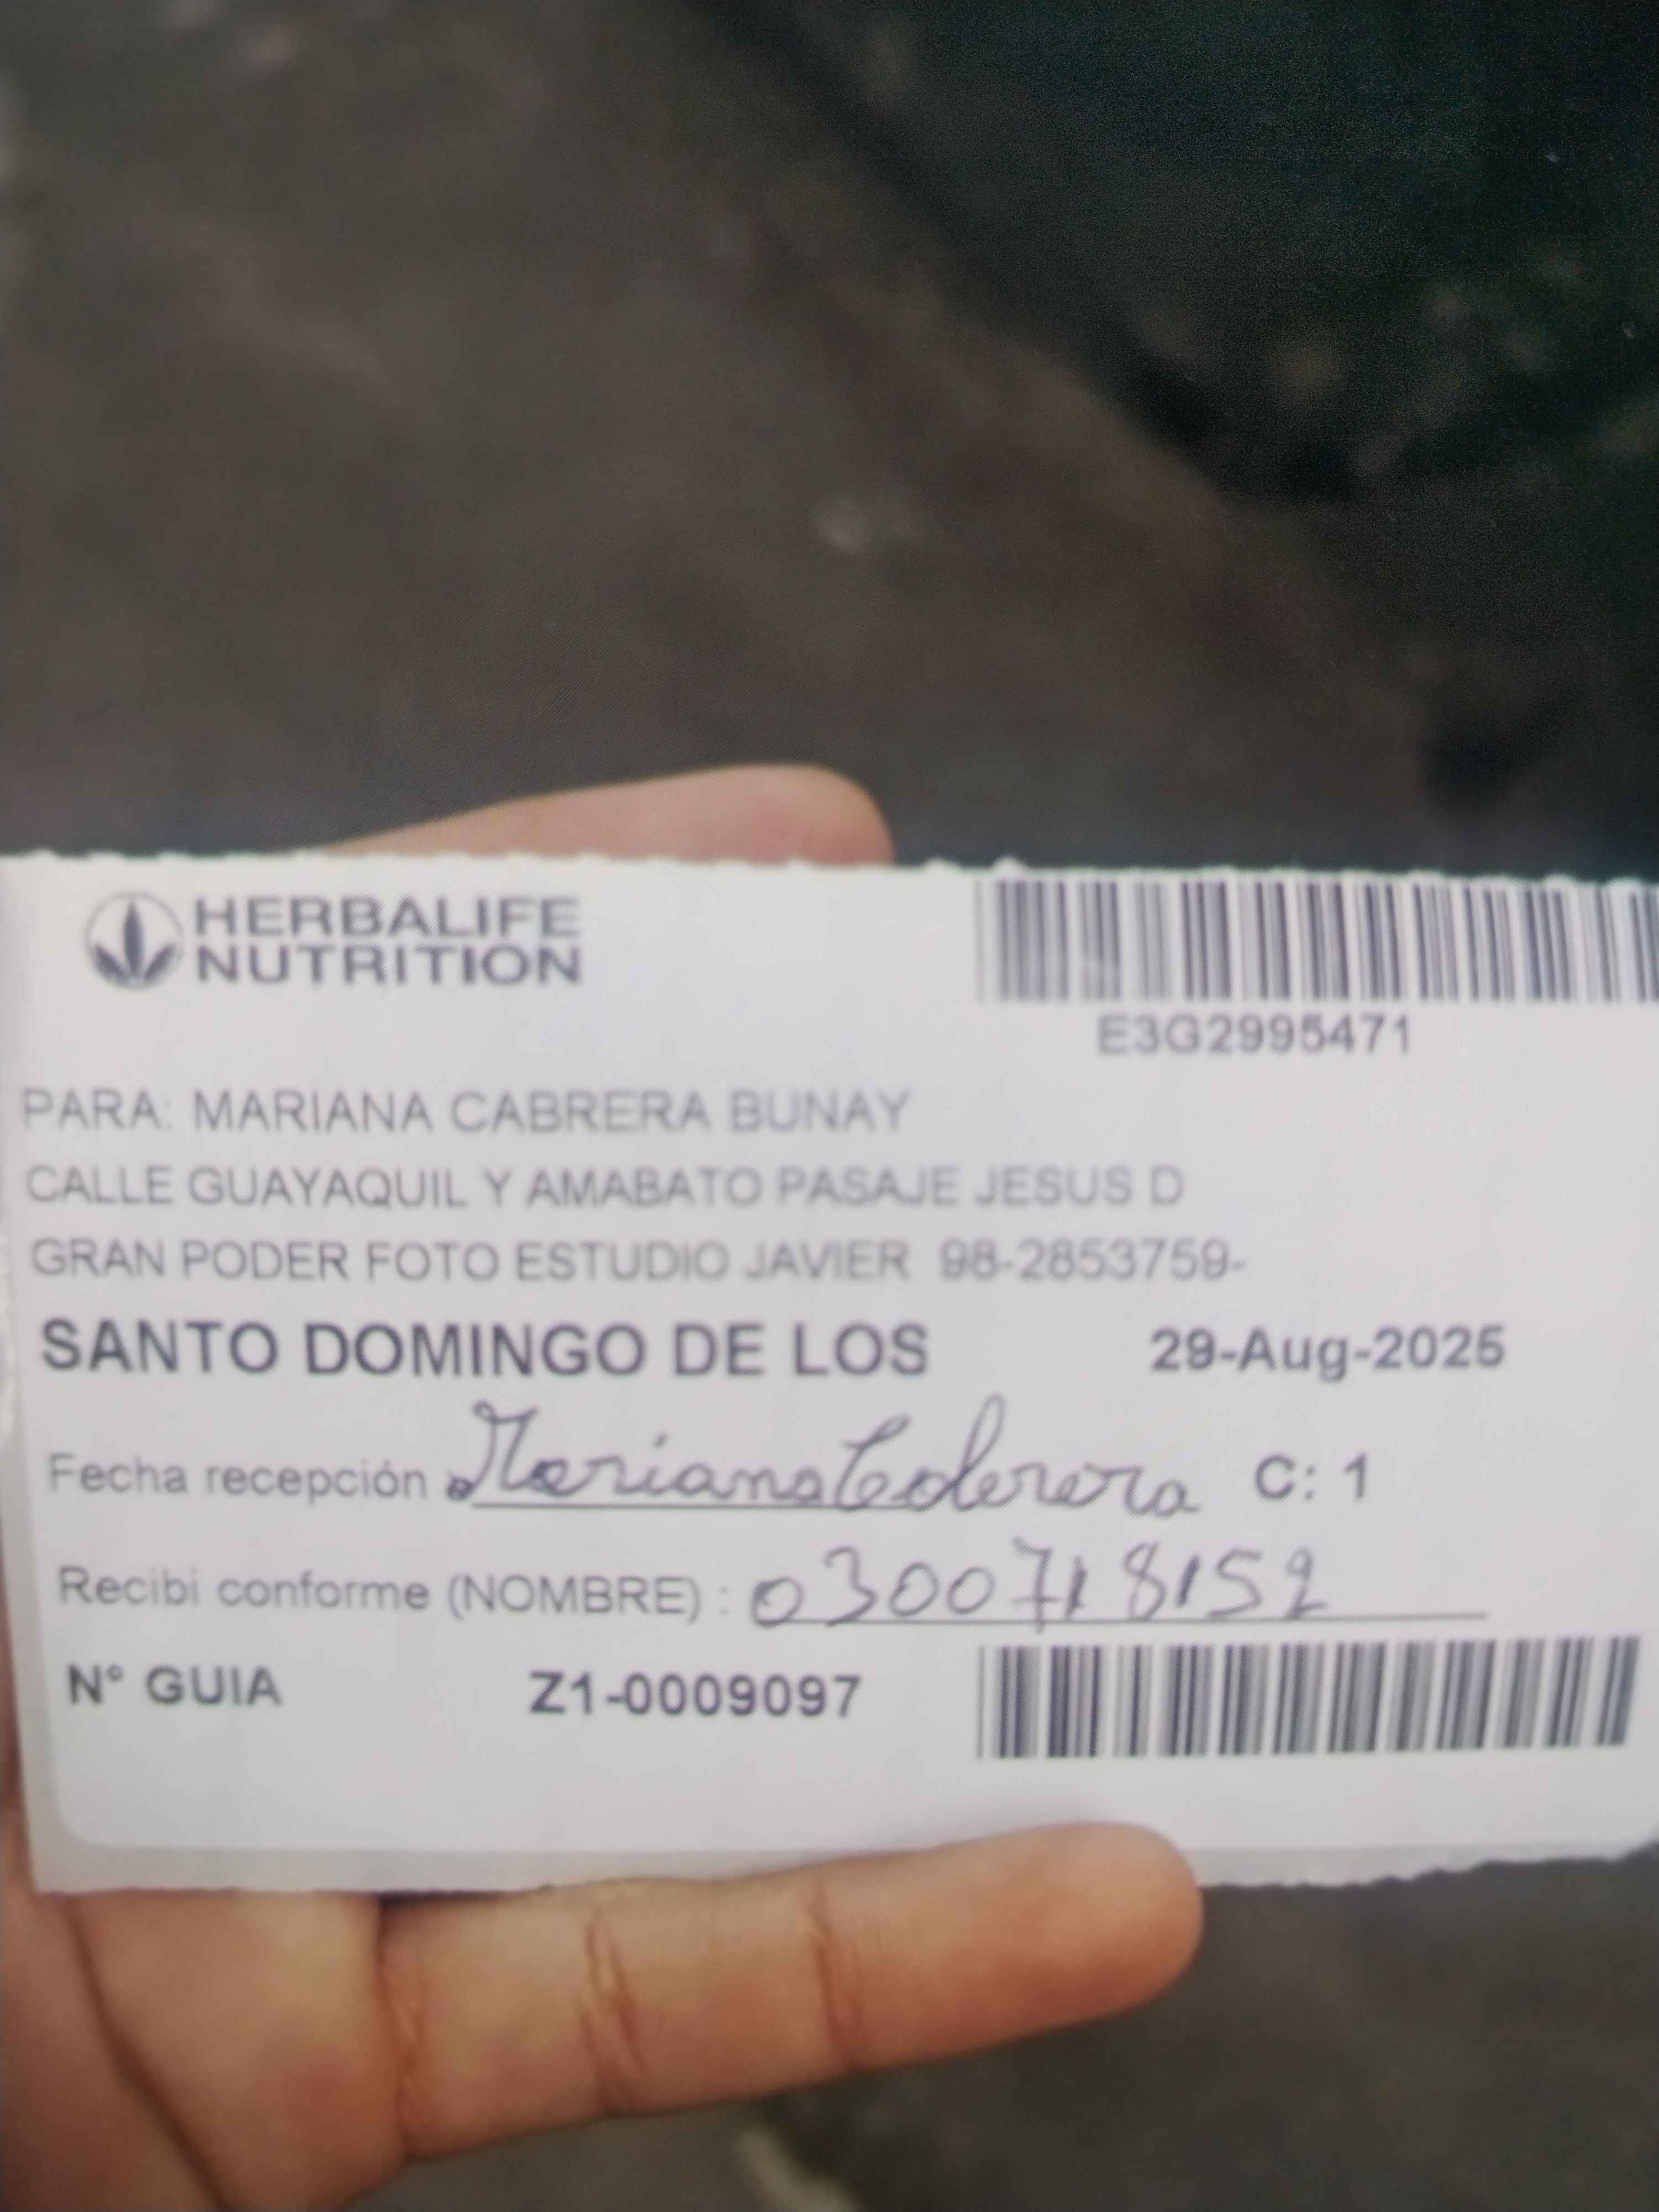 HERBALIFE
NUTRITION
E3G2995471
PARA: MARIANA CABRERA BUNAY
CALLE GUAYAQUIL Y AMABATO PASAJE JESUS D
GRAN PODER FOTO ESTUDIO JAVIER 98-2853759-
SANTO DOMINGO DE LOS 29-Aug-2025
Fecha recepción Mariana Cabrera C: 1
Recibi conforme (NOMBRE) : 0300718152
N° GUIA Z1-0009097